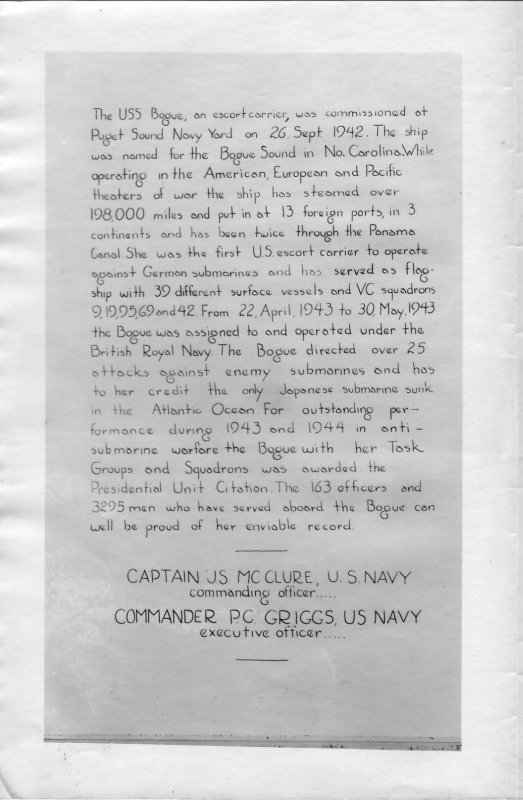 The USS Bogue, an escort carrier, was commissioned at
Puget Sound Navy Yard on 26 Sept 1942. The ship
was named for the Bogue Sound in No. Carolina. While
operating in the American, European and Pacific
theaters of war the ship has steamed over
198,000 miles and put in at 13 foreign ports, in 3
continents and has been twice through the Panama
Canal. She was the first U.S. escort carrier to operate
against German submarines and has served as flag-
ship with 39 different surface vessels and VC squadrons
9,19,95,69 and 42. From 22, April, 1943 to 30, May, 1943
the Bogue was assigned to and operated under the
British Royal Navy. The Bogue directed over 25
attacks against enemy submarines and has
to her credit the only Japanese submarine sunk
in the Atlantic Ocean. For outstanding per-
formance during 1943 and 1944 in anti-
submarine warfare the Bogue with her Task
Groups and Squadrons was awarded the
Presidential Unit Citation. The 163 officers and
3295 men who have served aboard the Bogue can
well be proud of her enviable record.
CAPTAIN JS MC CLURE, U.S. NAVY
commanding officer.....
COMMANDER P.C. GRIGGS, US NAVY
executive officer.....